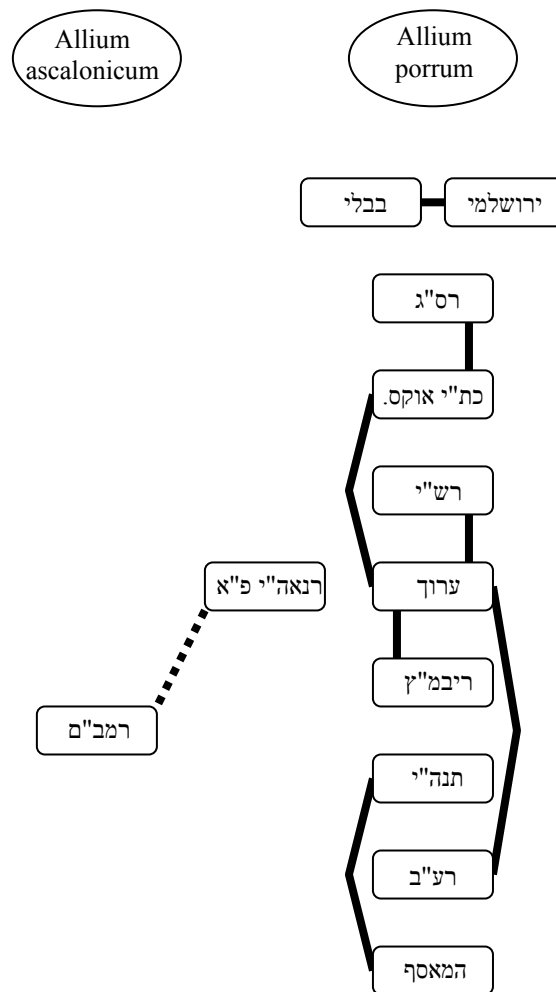 Allium
ascalonicum
Allium
porrum
ירושלמי
בבלי
רס"ג
כת"י אוקס.
רש"י
ערוך
רנאה"י פ"א
ריבמ"ץ
רמב"ם
תנה"י
רע"ב
המאסף